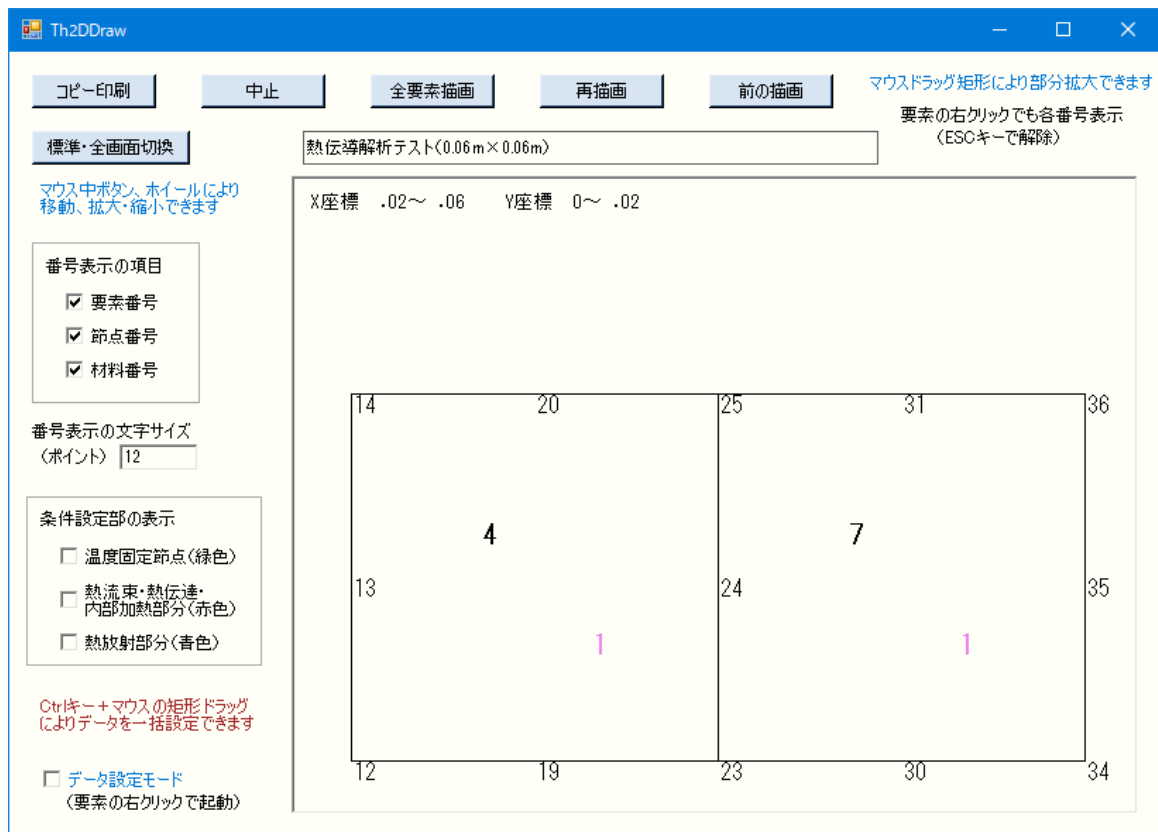 Th2DDraw
コピー印刷 中止 全要素描画 再描画 前の描画
マウスドラッグ矩形により部分拡大できます
要素の右クリックでも各番号表示
(ESCキーで解除)
標準・全画面切換
熱伝導解析テスト(0.06m×0.06m)
マウス中ボタン、ホイールにより
移動、拡大・縮小できます
X座標 .02～ .06 Y座標 0～ .02
番号表示の項目
要素番号
節点番号
材料番号
番号表示の文字サイズ
(ポイント) 12
条件設定部の表示
温度固定節点(緑色)
熱流束・熱伝達・
内部加熱部分(赤色)
熱放射部分(青色)
Ctrlキー＋マウスの矩形ドラッグ
によりデータを一括設定できます
データ設定モード
(要素の右クリックで起動)
14 20 25 31 36
4 7
13 24 35
1 1
12 19 23 30 34